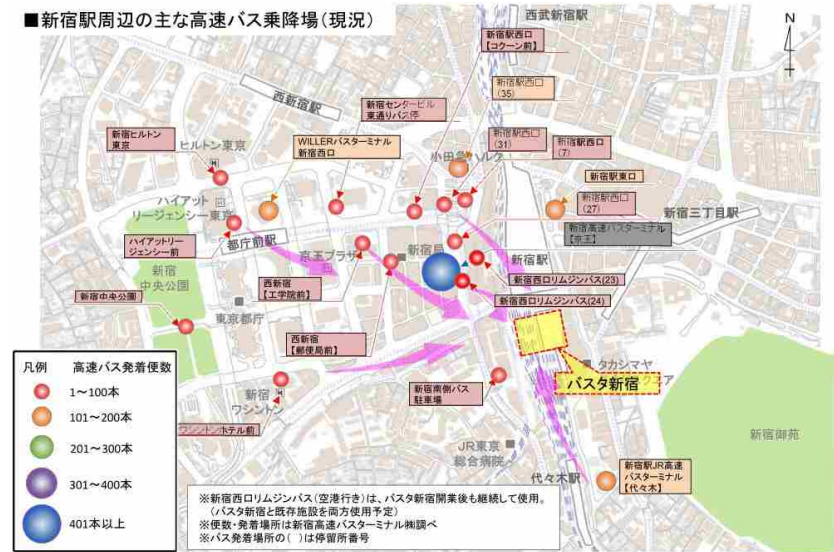 ■新宿駅周辺の主な高速バス乗降場(現況)
西武新宿駅
N
新宿駅西口
【コクーン前】
新宿駅西口
(35)
西新宿駅
新宿センタービル
東通りバス停
新宿ヒルトン
東京
ヒルトン東京
WILLERバスターミナル
新宿西口
小田急ハルク
新宿駅西口
(31)
新宿駅西口
(7)
新宿駅東口
新宿駅西口
(27)
新宿三丁目駅
ハイアット
リージェンシー東京
新宿高速バスターミナル
【京王】
ハイアットリー
ジェンシー前
都庁前駅
京王プラザ
新宿局
新宿駅
新宿
中央公園
西新宿
【工学院前】
新宿西口リムジンバス(23)
新宿中央公園
東京都庁
新宿西口リムジンバス(24)
西新宿
【郵便局前】
タカシマヤ
バスタ新宿
凡例 高速バス発着便数
1~100本
101~200本
201~300本
301~400本
401本以上
新宿
ワシントン
ワシントンホテル前
新宿南側バス
駐車場
新宿御苑
JR東京
総合病院
代々木駅
新宿駅JR高速
バスターミナル
【代々木】
※新宿西口リムジンバス(空港行き)は、バスタ新宿開業後も継続して使用。
(バスタ新宿と既存施設を両方使用予定)
※便数・発着場所は新宿高速バスターミナル㈱調べ
※バス発着場所の( )は停留所番号